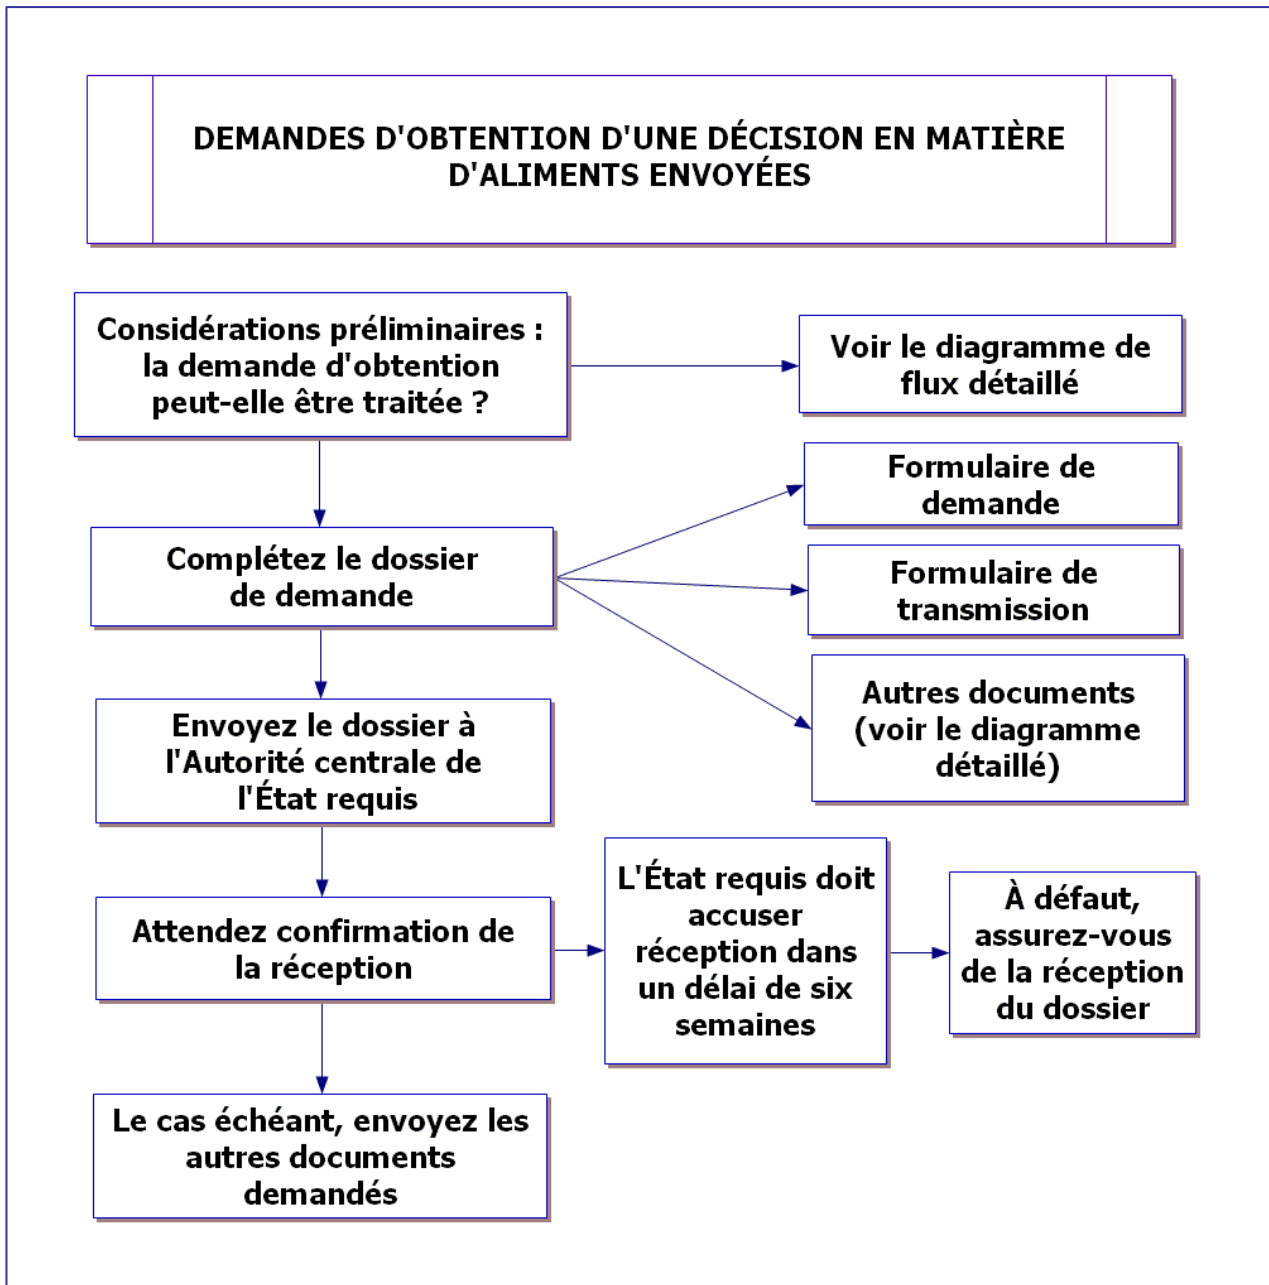 DEMANDES D'OBTENTION D'UNE DÉCISION EN MATIÈRE
D'ALIMENTS ENVOYÉES
Considérations préliminaires :
la demande d'obtention
peut-elle être traitée ?
Voir le diagramme de
flux détaillé
Formulaire de
demande
Complétez le dossier
de demande
Formulaire de
transmission
Autres documents
(voir le diagramme
détaillé)
Envoyez le dossier à
l'Autorité centrale de
l'État requis
Attendez confirmation de
la réception
L'État requis doit
accuser
réception dans
un délai de six
semaines
À défaut,
assurez-vous
de la réception
du dossier
Le cas échéant, envoyez les
autres documents
demandés